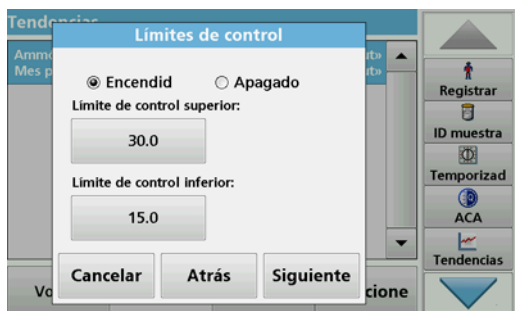 Tendencias
Límites de control
Ammo
Mes p
Encendid
Apagado
Límite de control superior:
30.0
Límite de control inferior:
15.0
Cancelar
Atrás
Siguiente
Vo
cione
Registrar
ID muestra
Temporizad
ACA
Tendencias